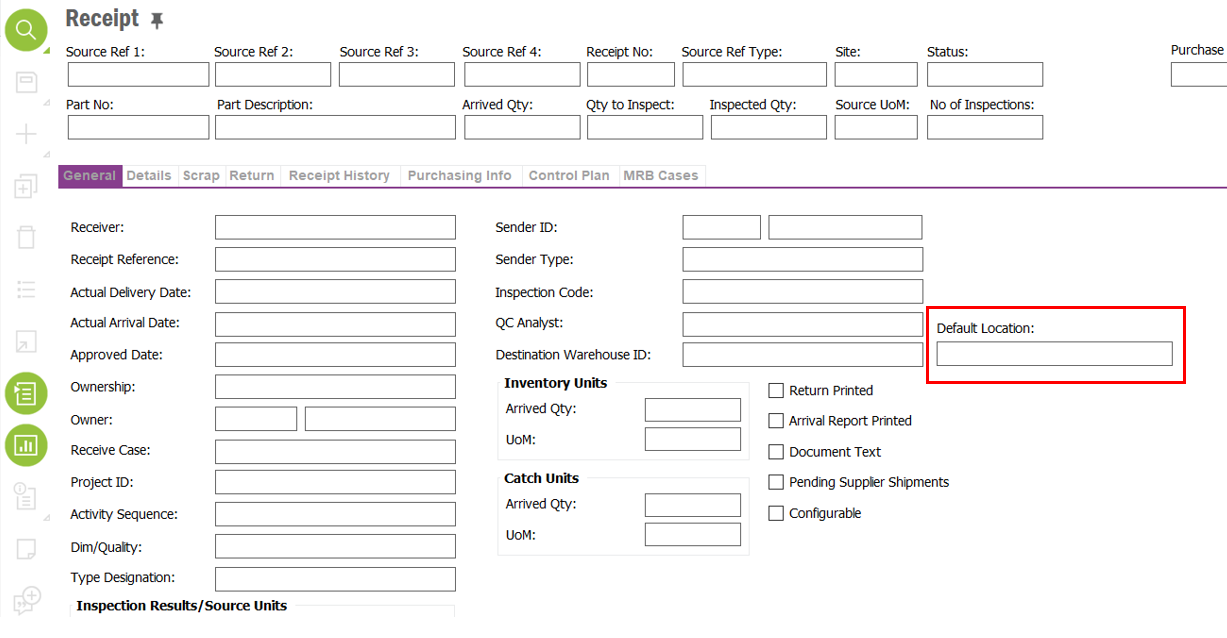 Receipt
Source Ref 1: Source Ref 2: Source Ref 3: Source Ref 4: Receipt No: Source Ref Type: Site: Status: Purchase
Part No: Part Description: Arrived Qty: Qty to Inspect: Inspected Qty: Source UoM: No of Inspections:
General Details Scrap Return Receipt History Purchasing Info Control Plan MRB Cases
Receiver: Sender ID:
Receipt Reference: Sender Type:
Actual Delivery Date: Inspection Code:
Actual Arrival Date: QC Analyst: Default Location:
Approved Date: Destination Warehouse ID:
Ownership: Inventory Units Return Printed
Owner: Arrived Qty: Arrival Report Printed
Receive Case: UoM: Document Text
Project ID: Catch Units Pending Supplier Shipments
Activity Sequence: Arrived Qty: Configurable
Dim/Quality: UoM:
Type Designation:
Inspection Results/Source Units